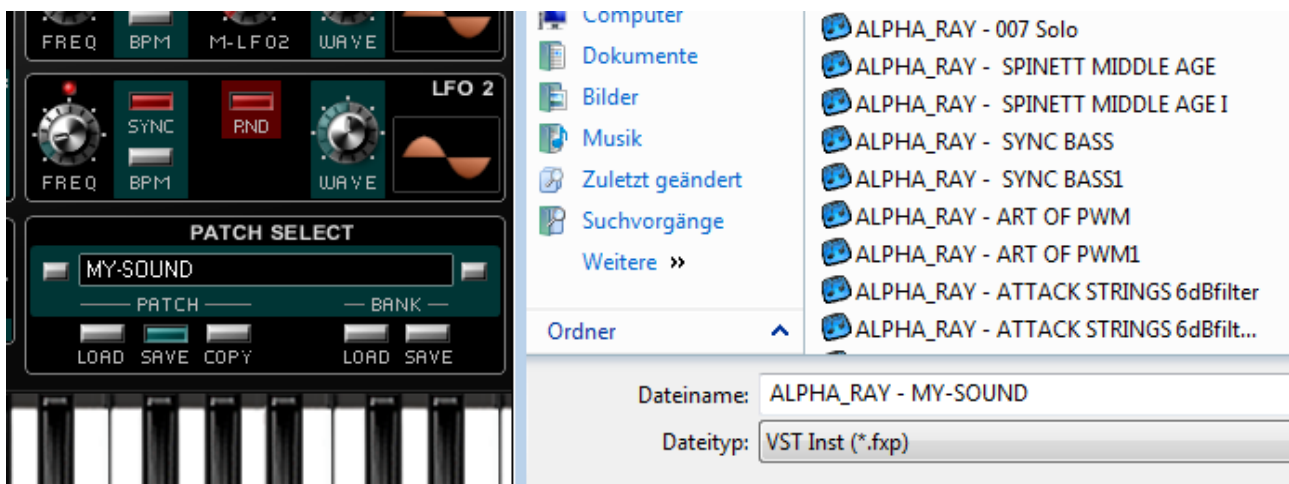 FREQ BPM M-LFO2 WAVE
LFO 2
SYNC RND
FREQ BPM WAVE
PATCH SELECT
MY-SOUND
PATCH BANK
LOAD SAVE COPY LOAD SAVE
Computer
Dokumente
Bilder
Musik
Zuletzt geändert
Suchvorgänge
Weitere »
Ordner
ALPHA_RAY - 007 Solo
ALPHA_RAY - SPINETT MIDDLE AGE
ALPHA_RAY - SPINETT MIDDLE AGE I
ALPHA_RAY - SYNC BASS
ALPHA_RAY - SYNC BASS1
ALPHA_RAY - ART OF PWM
ALPHA_RAY - ART OF PWM1
ALPHA_RAY - ATTACK STRINGS 6dBfilter
ALPHA_RAY - ATTACK STRINGS 6dBfilt...
Dateiname: ALPHA_RAY - MY-SOUND
Dateityp: VST Inst (*.fxp)